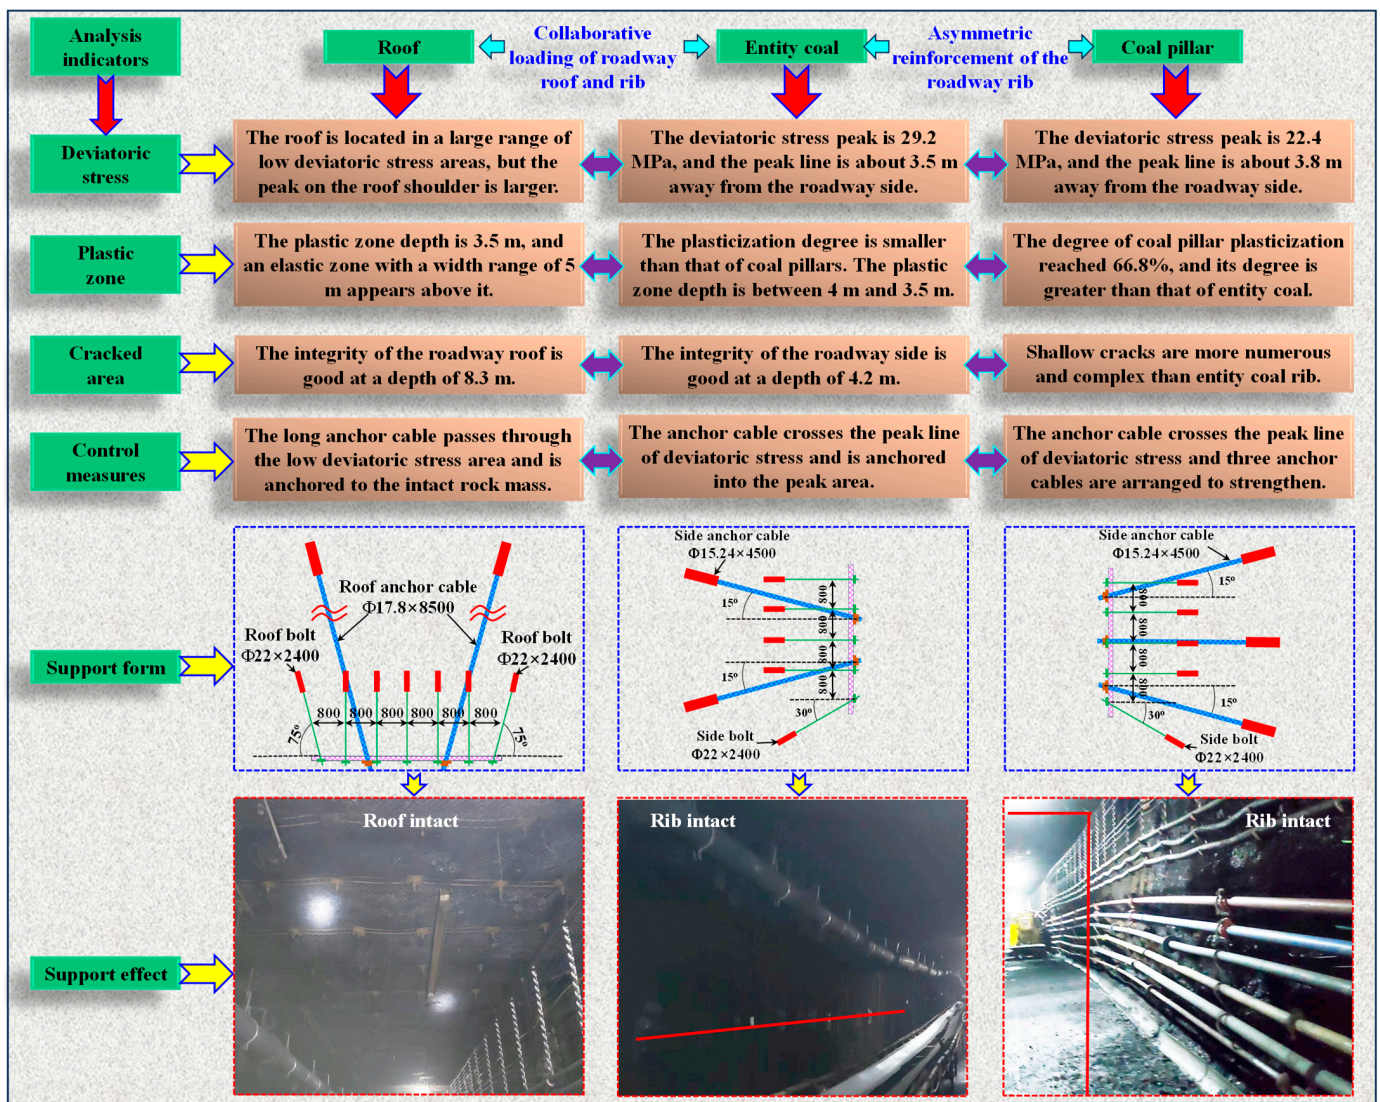 Analysis
indicators
Roof
Collaborative
loading of roadway
roof and rib
Entity coal
Asymmetric
reinforcement of the
roadway rib
Coal pillar
Deviatoric
stress
The roof is located in a large range of
low deviatoric stress areas, but the
peak on the roof shoulder is larger.
The deviatoric stress peak is 29.2
MPa, and the peak line is about 3.5 m
away from the roadway side.
The deviatoric stress peak is 22.4
MPa, and the peak line is about 3.8 m
away from the roadway side.
Plastic
zone
The plastic zone depth is 3.5 m, and
an elastic zone with a width range of 5
m appears above it.
The plasticization degree is smaller
than that of coal pillars. The plastic
zone depth is between 4 m and 3.5 m.
The degree of coal pillar plasticization
reached 66.8%, and its degree is
greater than that of entity coal.
Cracked
area
The integrity of the roadway roof is
good at a depth of 8.3 m.
The integrity of the roadway side is
good at a depth of 4.2 m.
Shallow cracks are more numerous
and complex than entity coal rib.
Control
measures
The long anchor cable passes through
the low deviatoric stress area and is
anchored to the intact rock mass.
The anchor cable crosses the peak line
of deviatoric stress and is anchored
into the peak area.
The anchor cable crosses the peak line
of deviatoric stress and three anchor
cables are arranged to strengthen.
Support form
Roof anchor cable
Φ17.8×8500
Roof bolt
Φ22×2400
Roof bolt
Φ22×2400
800 800 800 800 800 800
75°
75°
Side anchor cable
Φ15.24×4500
15°
15°
30°
800
800
800
800
Side bolt
Φ22×2400
Side anchor cable
Φ15.24×4500
15°
15°
30°
800
800
800
800
Side bolt
Φ22×2400
Support effect
Roof intact
Rib intact
Rib intact